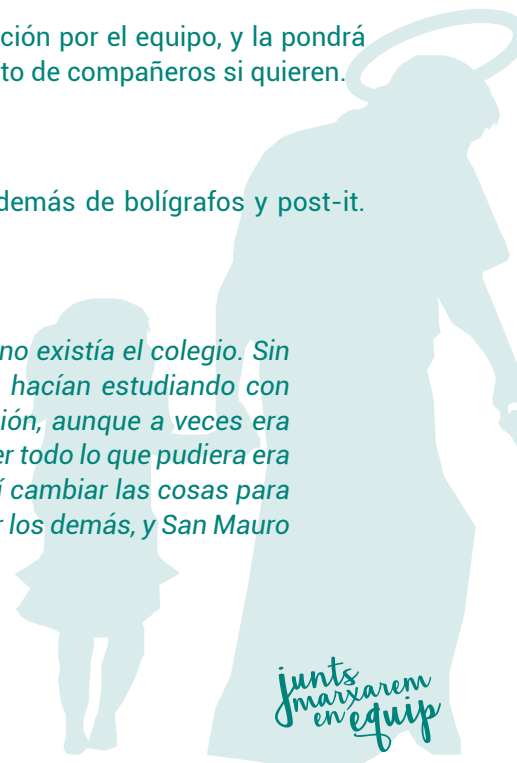 ción por el equipo, y la pondrá
to de compañeros si quieren.
demás de bolígrafos y post-it.
no existía el colegio. Sin
hacían estudiando con
ión, aunque a veces era
er todo lo que pudiera era
í cambiar las cosas para
r los demás, y San Mauro
junts
marxarem
en equip